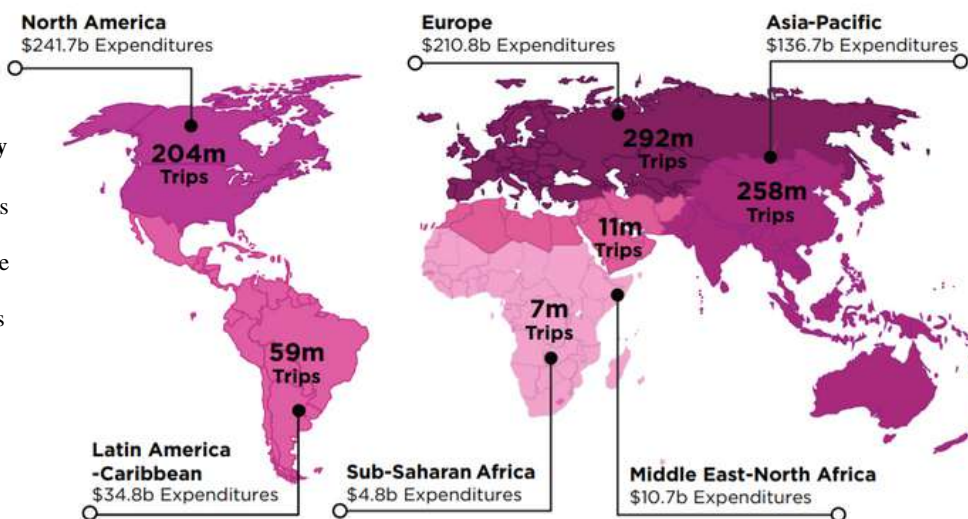 North America
$241.7b Expenditures
Europe
$210.8b Expenditures
Asia-Pacific
$136.7b Expenditures
y
s
e
s
204m
Trips
292m
Trips
258m
Trips
11m
Trips
7m
Trips
59m
Trips
Latin America
-Caribbean
$34.8b Expenditures
Sub-Saharan Africa
$4.8b Expenditures
Middle East-North Africa
$10.7b Expenditures